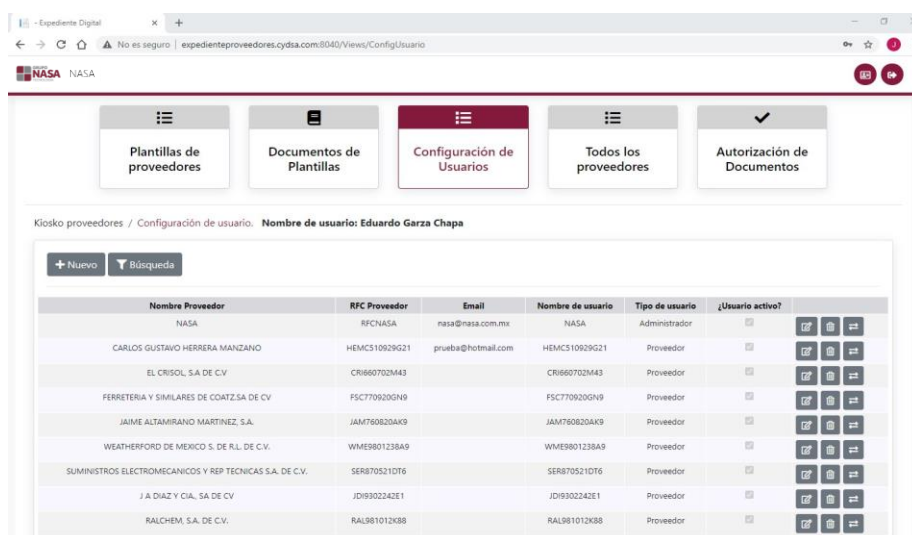 - Expediente Digital
No es seguro | expedienteproveedores.cydsa.com:8040/Views/ConfigUsuario
GRUPO
NASA NASA
Plantillas de proveedores
Documentos de Plantillas
Configuración de Usuarios
Todos los proveedores
Autorización de Documentos
Kiosko proveedores / Configuración de usuario. Nombre de usuario: Eduardo Garza Chapa
+ Nuevo Búsqueda
Nombre Proveedor RFC Proveedor Email Nombre de usuario Tipo de usuario ¿Usuario activo?
NASA RFCNASA nasa@nasa.com.mx NASA Administrador
CARLOS GUSTAVO HERRERA MANZANO HEMC510929G21 prueba@hotmail.com HEMC510929G21 Proveedor
EL CRISOL, S.A DE C.V CRI660702M43 CRI660702M43 Proveedor
FERRETERIA Y SIMILARES DE COATZ.SA DE CV FSC770920GN9 FSC770920GN9 Proveedor
JAIME ALTAMIRANO MARTINEZ, S.A. JAM760820AK9 JAM760820AK9 Proveedor
WEATHERFORD DE MEXICO S. DE R.L. DE C.V. WME9801238A9 WME9801238A9 Proveedor
SUMINISTROS ELECTROMECANICOS Y REP TECNICAS S.A. DE C.V. SER870521DT6 SER870521DT6 Proveedor
J A DIAZ Y CIA., SA DE CV JDI9302242E1 JDI9302242E1 Proveedor
RALCHEM, S.A. DE C.V. RAL981012K88 RAL981012K88 Proveedor